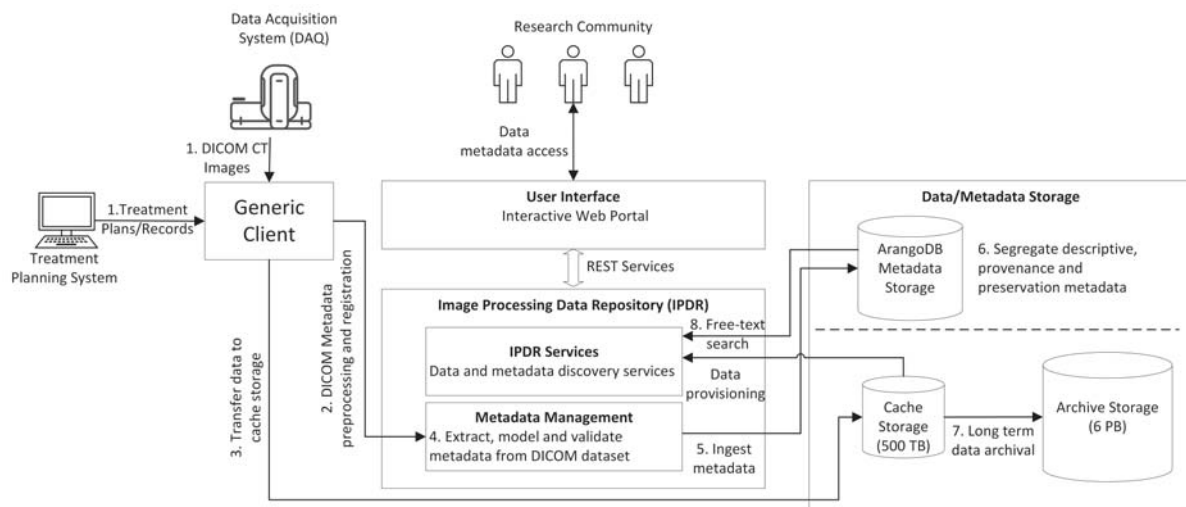 Data Acquisition
System (DAQ)
Research Community
1. DICOM CT
Images
Data
metadata access
1.Treatment
Plans/Records
Treatment
Planning System
Generic
Client
User Interface
Interactive Web Portal
REST Services
2. DICOM Metadata
preprocessing and registration
3. Transfer data to
cache storage
Image Processing Data Repository (IPDR)
IPDR Services
Data and metadata discovery services
Metadata Management
4. Extract, model and validate
metadata from DICOM dataset
8. Free-text
search
Data
provisioning
5. Ingest
metadata
Data/Metadata Storage
ArangoDB
Metadata
Storage
6. Segregate descriptive,
provenance and
preservation metadata
Cache
Storage
(500 TB)
7. Long term
data archival
Archive Storage
(6 PB)